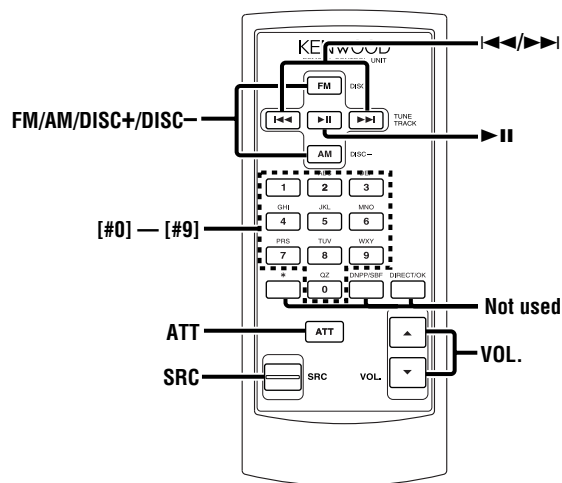 KENWOOD
UNIT
|◄◄/►►|
FM
DISC
FM/AM/DISC+/DISC–
|◄◄
►II
►►|
TUNE
TRACK
►II
AM
DISC–
1
2
3
GHI
JKL
MNO
[#0] — [#9]
4
5
6
PRS
TUV
WXY
7
8
9
*
QZ
DNPP/SBF
DIRECT/OK
0
Not used
ATT
ATT
VOL.
SRC
SRC
VOL.